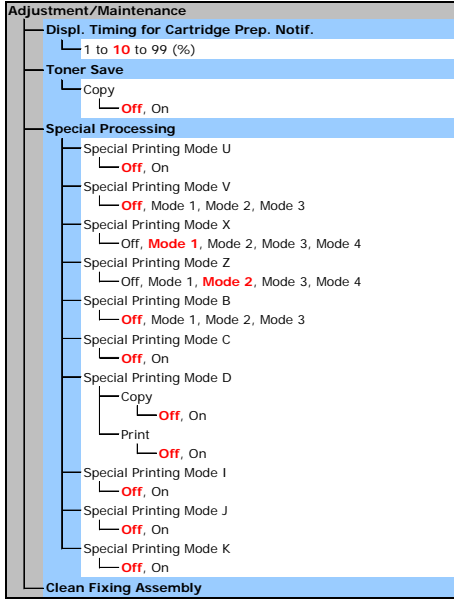 Adjustment/Maintenance
Displ. Timing for Cartridge Prep. Notif.
1 to 10 to 99 (%)
Toner Save
Copy
Off, On
Special Processing
Special Printing Mode U
Off, On
Special Printing Mode V
Off, Mode 1, Mode 2, Mode 3
Special Printing Mode X
Off, Mode 1, Mode 2, Mode 3, Mode 4
Special Printing Mode Z
Off, Mode 1, Mode 2, Mode 3, Mode 4
Special Printing Mode B
Off, Mode 1, Mode 2, Mode 3
Special Printing Mode C
Off, On
Special Printing Mode D
Copy
Off, On
Print
Off, On
Special Printing Mode I
Off, On
Special Printing Mode J
Off, On
Special Printing Mode K
Off, On
Clean Fixing Assembly